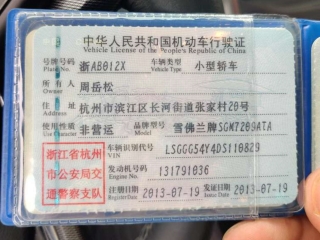 中华人民共和国机动车行驶证
Vehicle License of the People's Republic of China
号牌号码 浙A8012X 车辆类型 小型轿车
Plate No. Vehicle Type
所有人 周岳松
Owner
住址 杭州市滨江区长河街道张家村20号
Address
使用性质 非营运 品牌型号 雪佛兰牌SGM7209ATA
Use Character Model
浙江省杭州
市公安局交
通警察支队
车辆识别代号 LSGGG54Y4DS110829
VIN
发动机号码 131791036
Engine No.
注册日期 2013-07-19 发证日期 2013-07-19
Register Date Issue Date